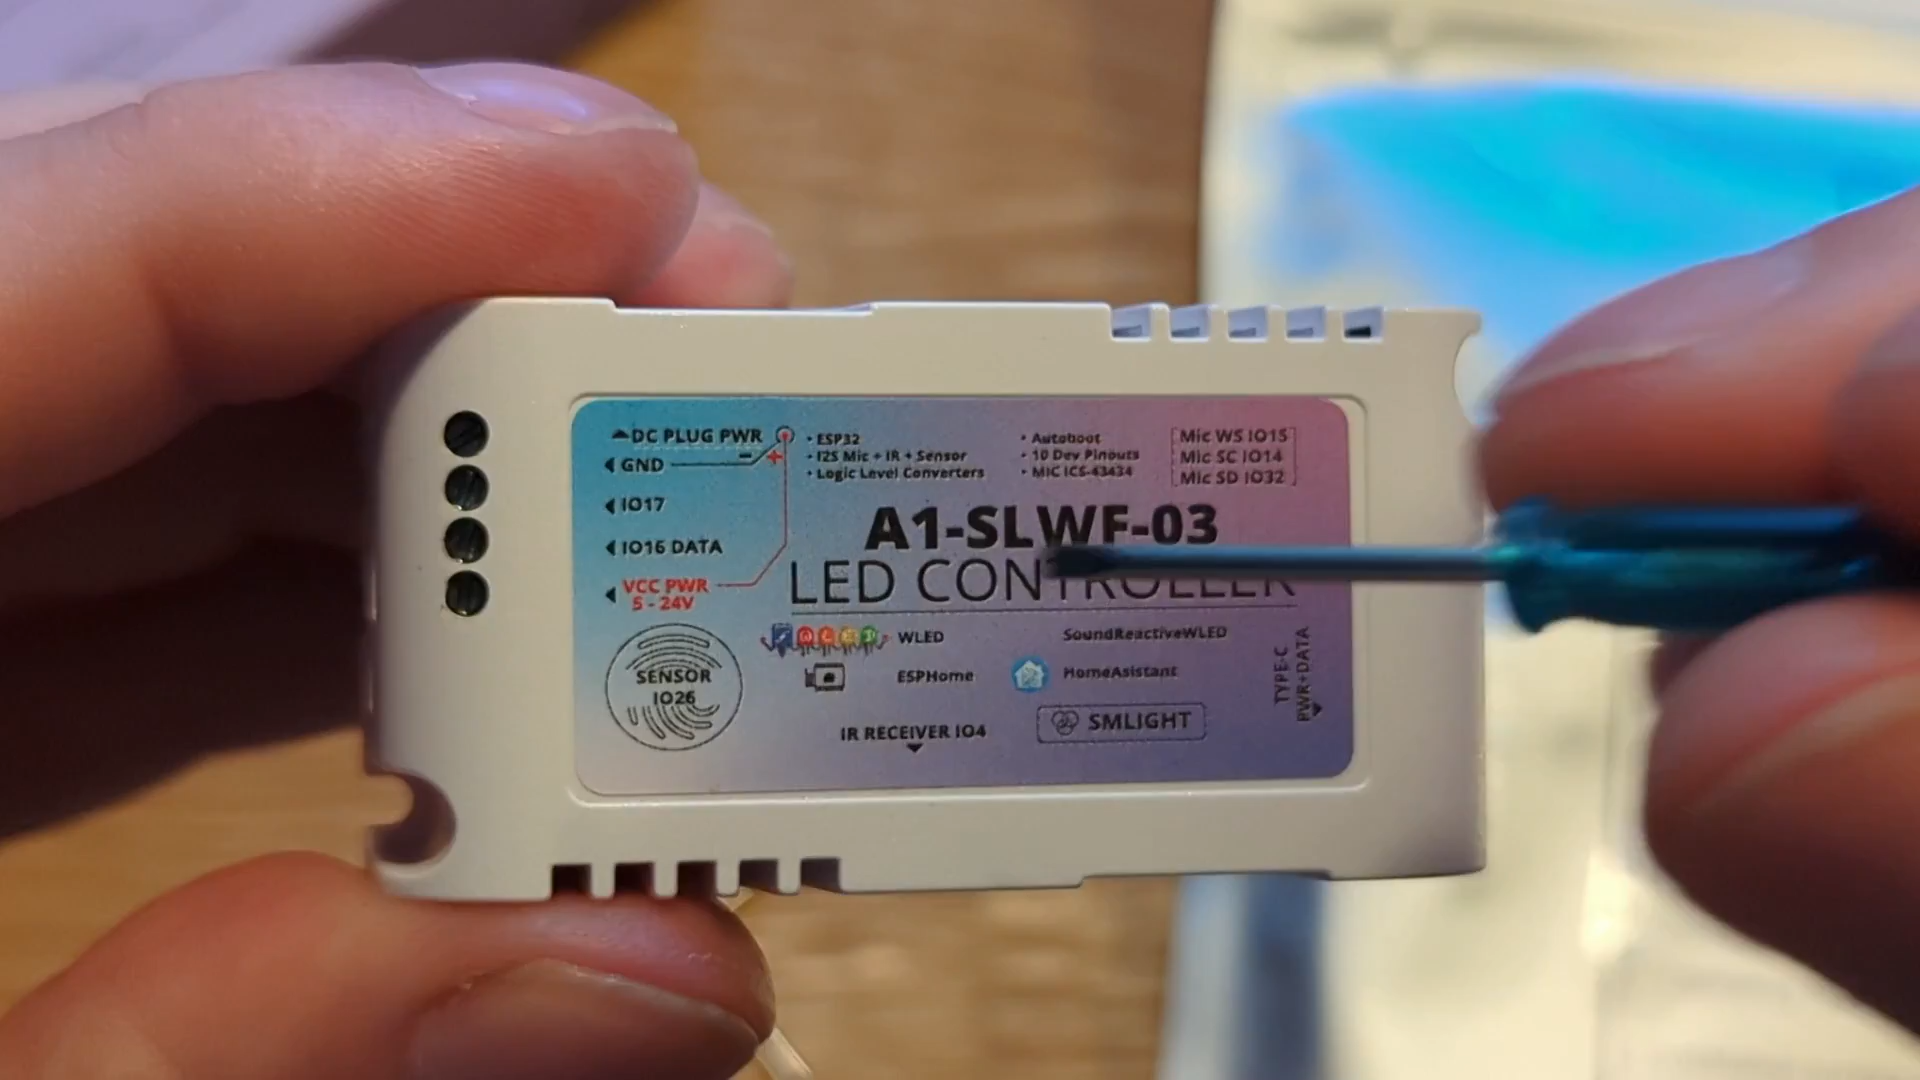 DC PLUG PWR
- +
GND
IO17
IO16 DATA
VCC PWR
5 - 24V
SENSOR
IO26
• ESP32
• I2S Mic + IR + Sensor
• Logic Level Converters
• Autoboot
• 10 Dev Pinouts
• MIC ICS-43434
Mic WS IO15
Mic SC IO14
Mic SD IO32
A1-SLWF-03
LED CONTROLLER
WLED
SoundReactiveWLED
ESPHome
HomeAsistant
IR RECEIVER IO4
SMLIGHT
TYPE-C
PWR+DATA